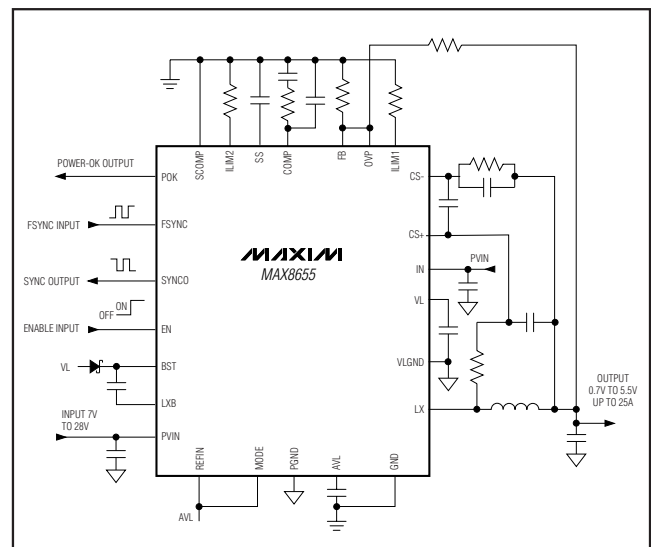 SCOMP
ILIM2
SS
COMP
FB
OVP
ILIM1
POWER-OK OUTPUT
POK
CS-
FSYNC INPUT
FSYNC
CS+
MAXIM
MAX8655
IN
PVIN
SYNC OUTPUT
SYNCO
VL
ON
OFF
ENABLE INPUT
EN
VLGND
VL
BST
LXB
LX
OUTPUT
0.7V TO 5.5V
UP TO 25A
INPUT 7V
TO 28V
PVIN
REFIN
MODE
PGND
AVL
GND
AVL